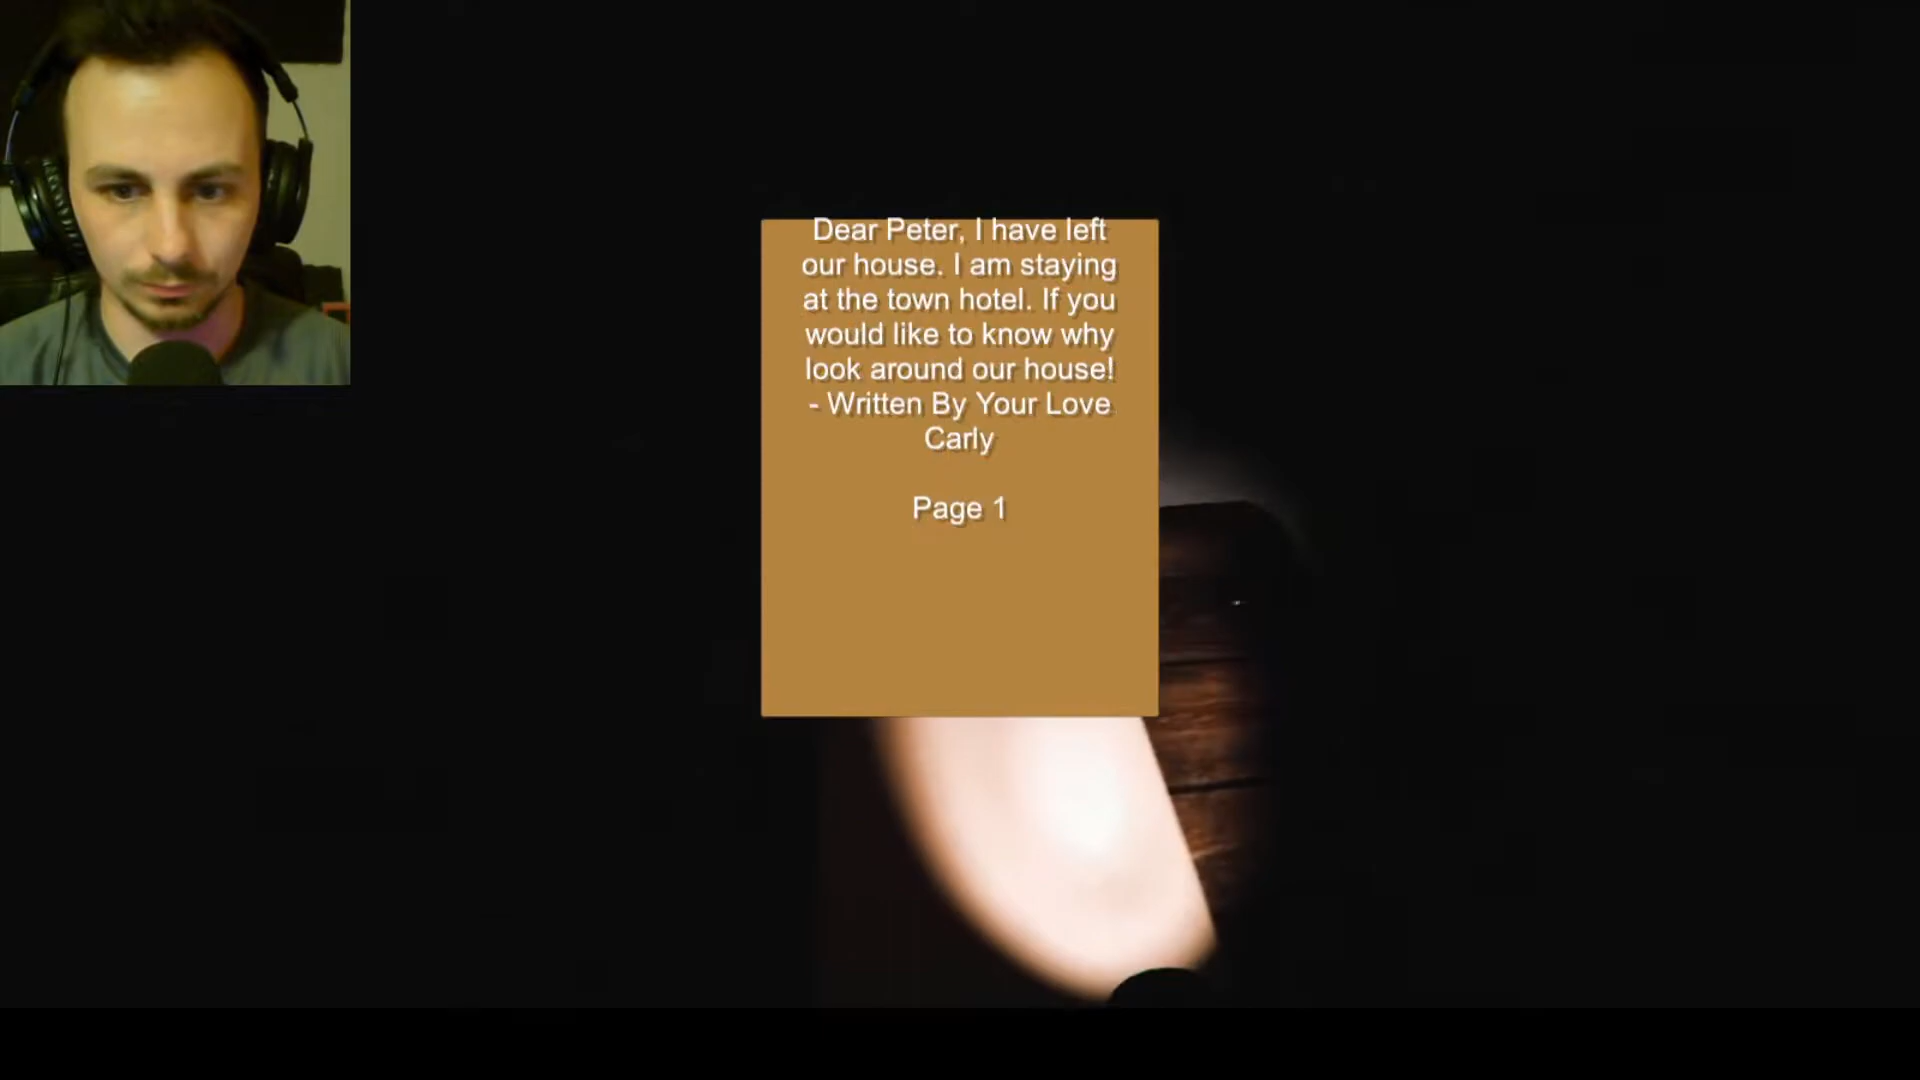 Dear Peter, I have left
our house. I am staying
at the town hotel. If you
would like to know why
look around our house!
- Written By Your Love
Carly
Page 1